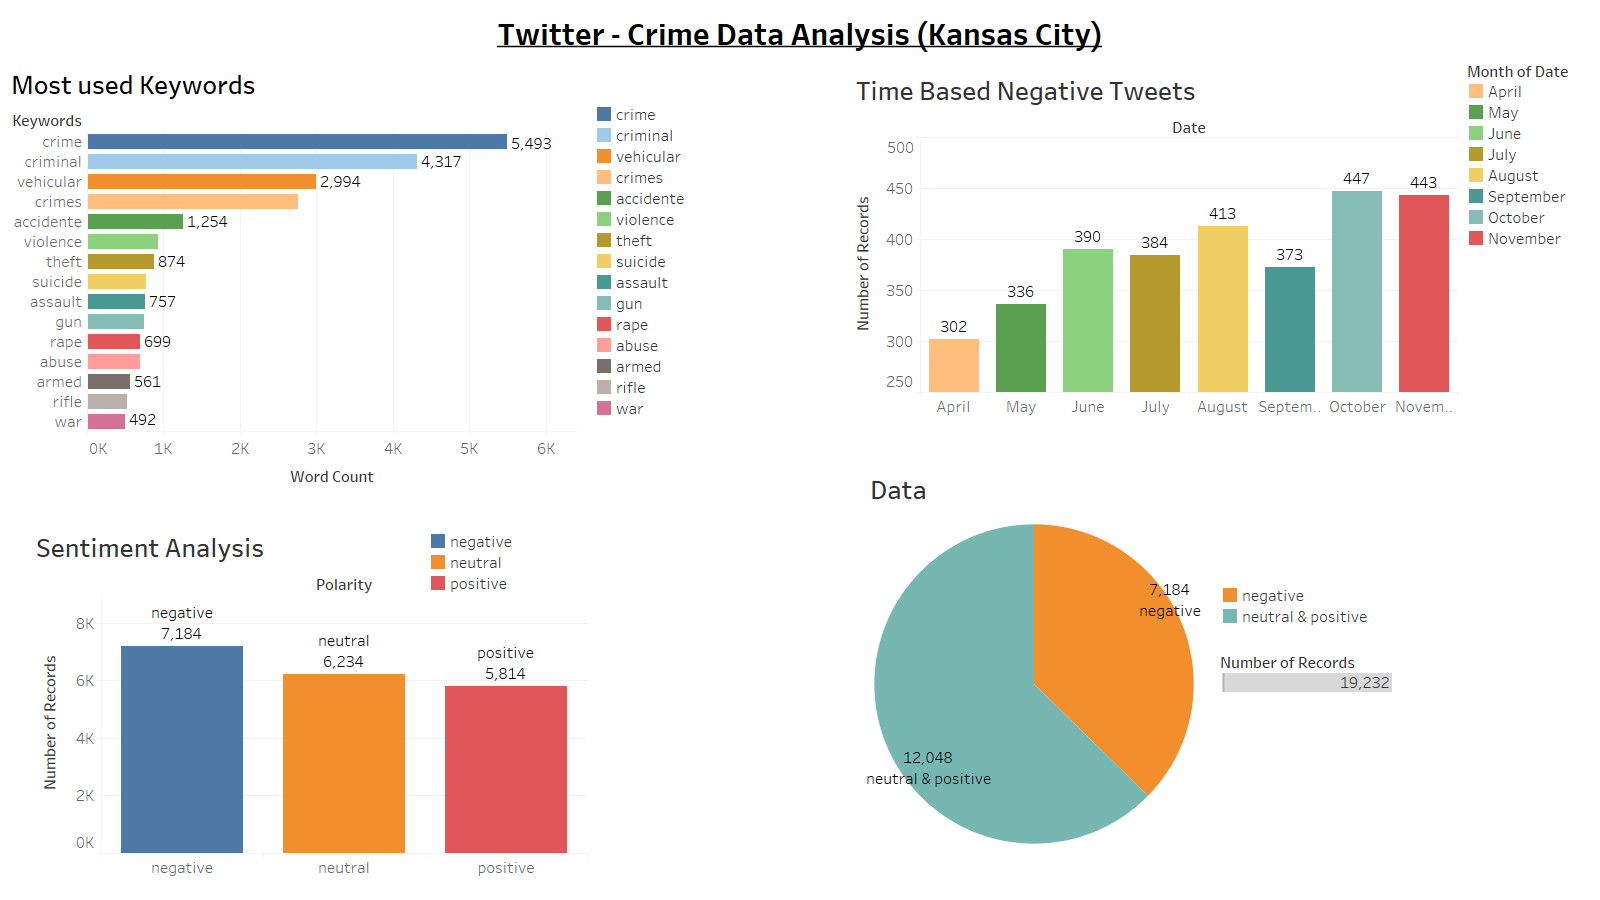 Twitter - Crime Data Analysis (Kansas City)
Most used Keywords
Keywords
crime 5,493
criminal 4,317
vehicular 2,994
crimes
accidente 1,254
violence
theft 874
suicide
assault 757
gun
rape 699
abuse
armed 561
rifle
war 492
0K 1K 2K 3K 4K 5K 6K
Word Count
crime
criminal
vehicular
crimes
accidente
violence
theft
suicide
assault
gun
rape
abuse
armed
rifle
war
Time Based Negative Tweets
Date
Number of Records
500
450
400
350
300
250
302
336
390
384
413
373
447
443
April May June July August Septem.. October Novem..
Month of Date
April
May
June
July
August
September
October
November
Sentiment Analysis
negative
neutral
positive
Polarity
Number of Records
8K
6K
4K
2K
0K
negative
7,184
neutral
6,234
positive
5,814
negative neutral positive
Data
7,184
negative
12,048
neutral & positive
negative
neutral & positive
Number of Records
19,232